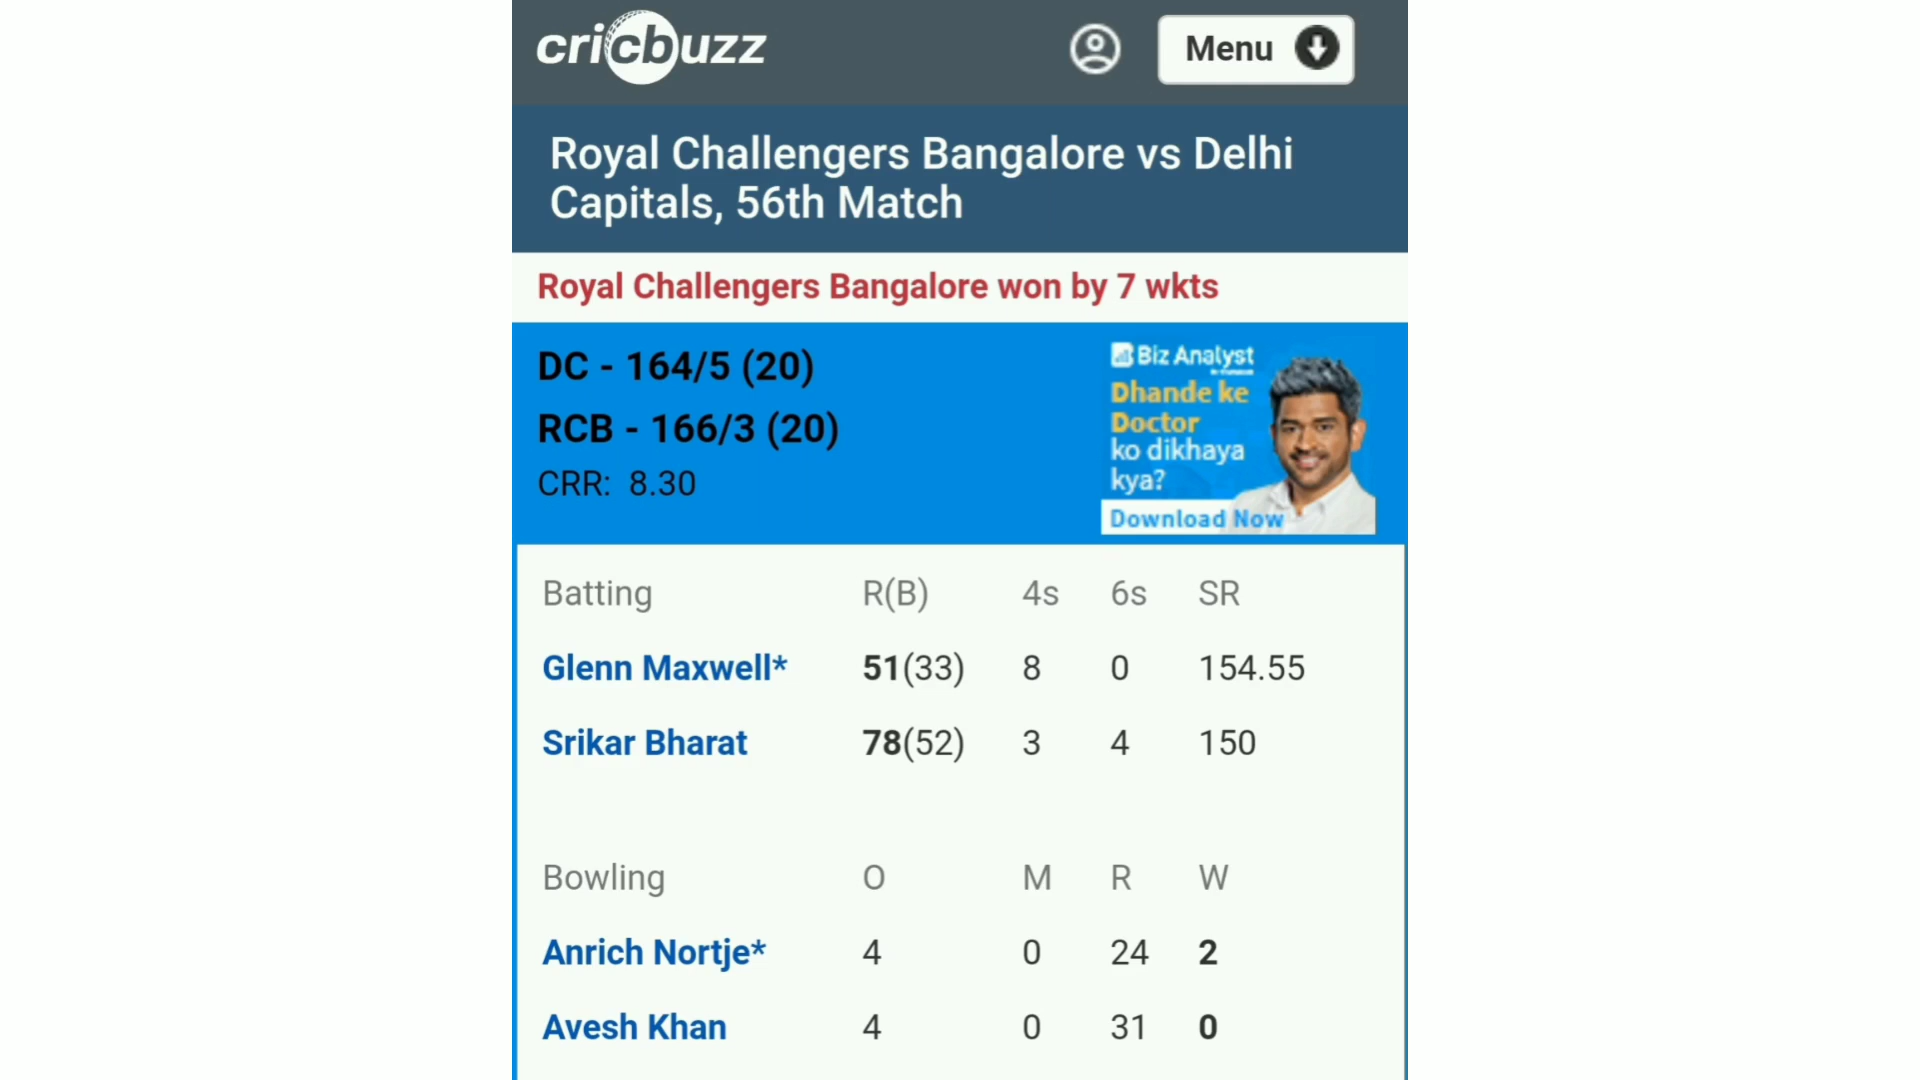 cricbuzz
Menu
Royal Challengers Bangalore vs Delhi
Capitals, 56th Match
Royal Challengers Bangalore won by 7 wkts
DC - 164/5 (20)
RCB - 166/3 (20)
CRR: 8.30
Biz Analyst
Dhande ke
Doctor
ko dikhaya
kya?
Download Now
Batting R(B) 4s 6s SR
Glenn Maxwell* 51(33) 8 0 154.55
Srikar Bharat 78(52) 3 4 150
Bowling O M R W
Anrich Nortje* 4 0 24 2
Avesh Khan 4 0 31 0